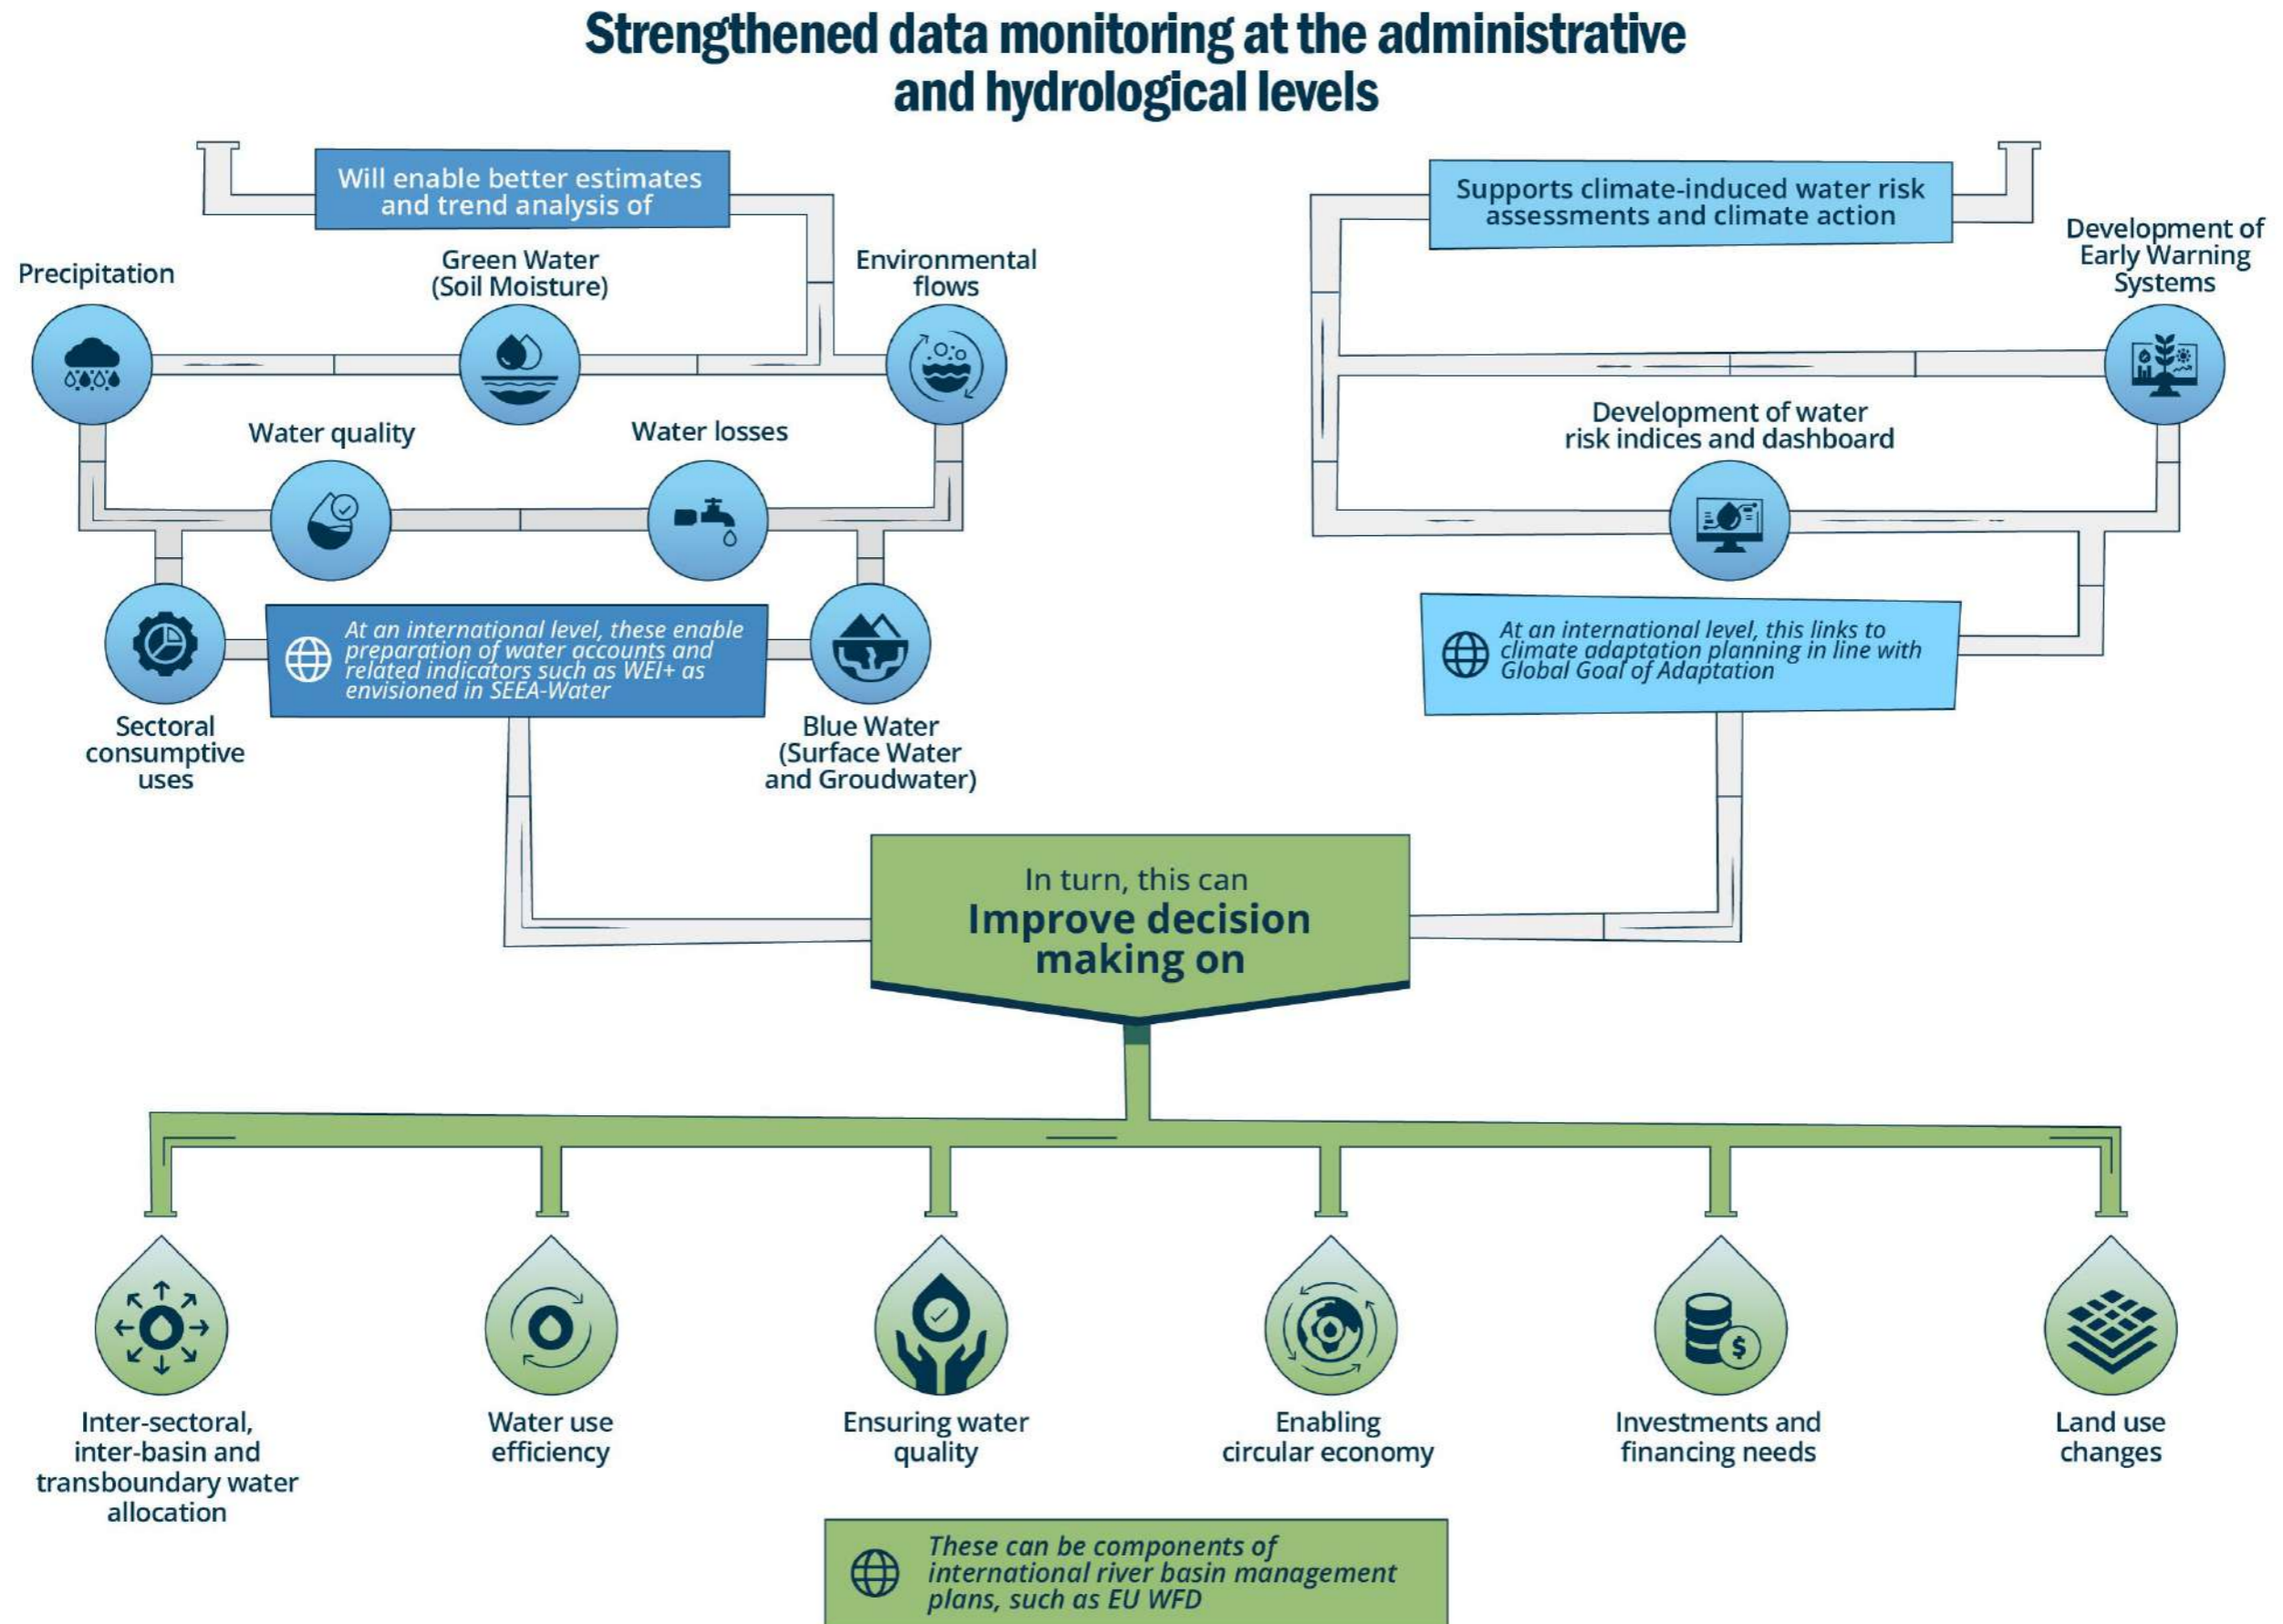 Strengthened data monitoring at the administrative
and hydrological levels
Will enable better estimates
and trend analysis of
Precipitation
Green Water
(Soil Moisture)
Environmental
flows
Water quality
Water losses
Sectoral
consumptive
uses
At an international level, these enable
preparation of water accounts and
related indicators such as WEI+ as
envisioned in SEEA-Water
Blue Water
(Surface Water
and Groudwater)
Supports climate-induced water risk
assessments and climate action
Development of
Early Warning
Systems
Development of water
risk indices and dashboard
At an international level, this links to
climate adaptation planning in line with
Global Goal of Adaptation
In turn, this can
Improve decision
making on
Inter-sectoral,
inter-basin and
transboundary water
allocation
Water use
efficiency
Ensuring water
quality
Enabling
circular economy
$
Investments and
financing needs
Land use
changes
These can be components of
international river basin management
plans, such as EU WFD